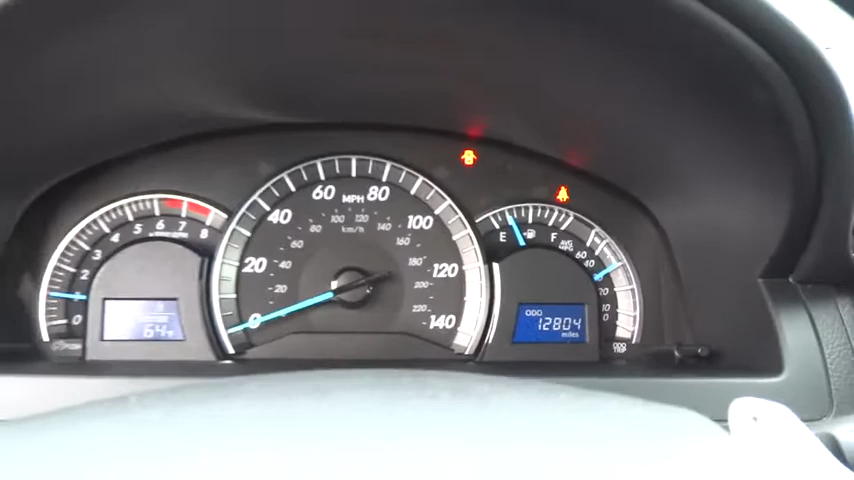 0 1 2 3 4 5 6 7 8
64°F
MPH
0 20 40 60 80 100 120 140
km/h
20 40 60 80 100 120 140 160 180 200 220
E F
AVG MPG
60 40 20 10 0
ODO
12804
miles
ODO
TRIP